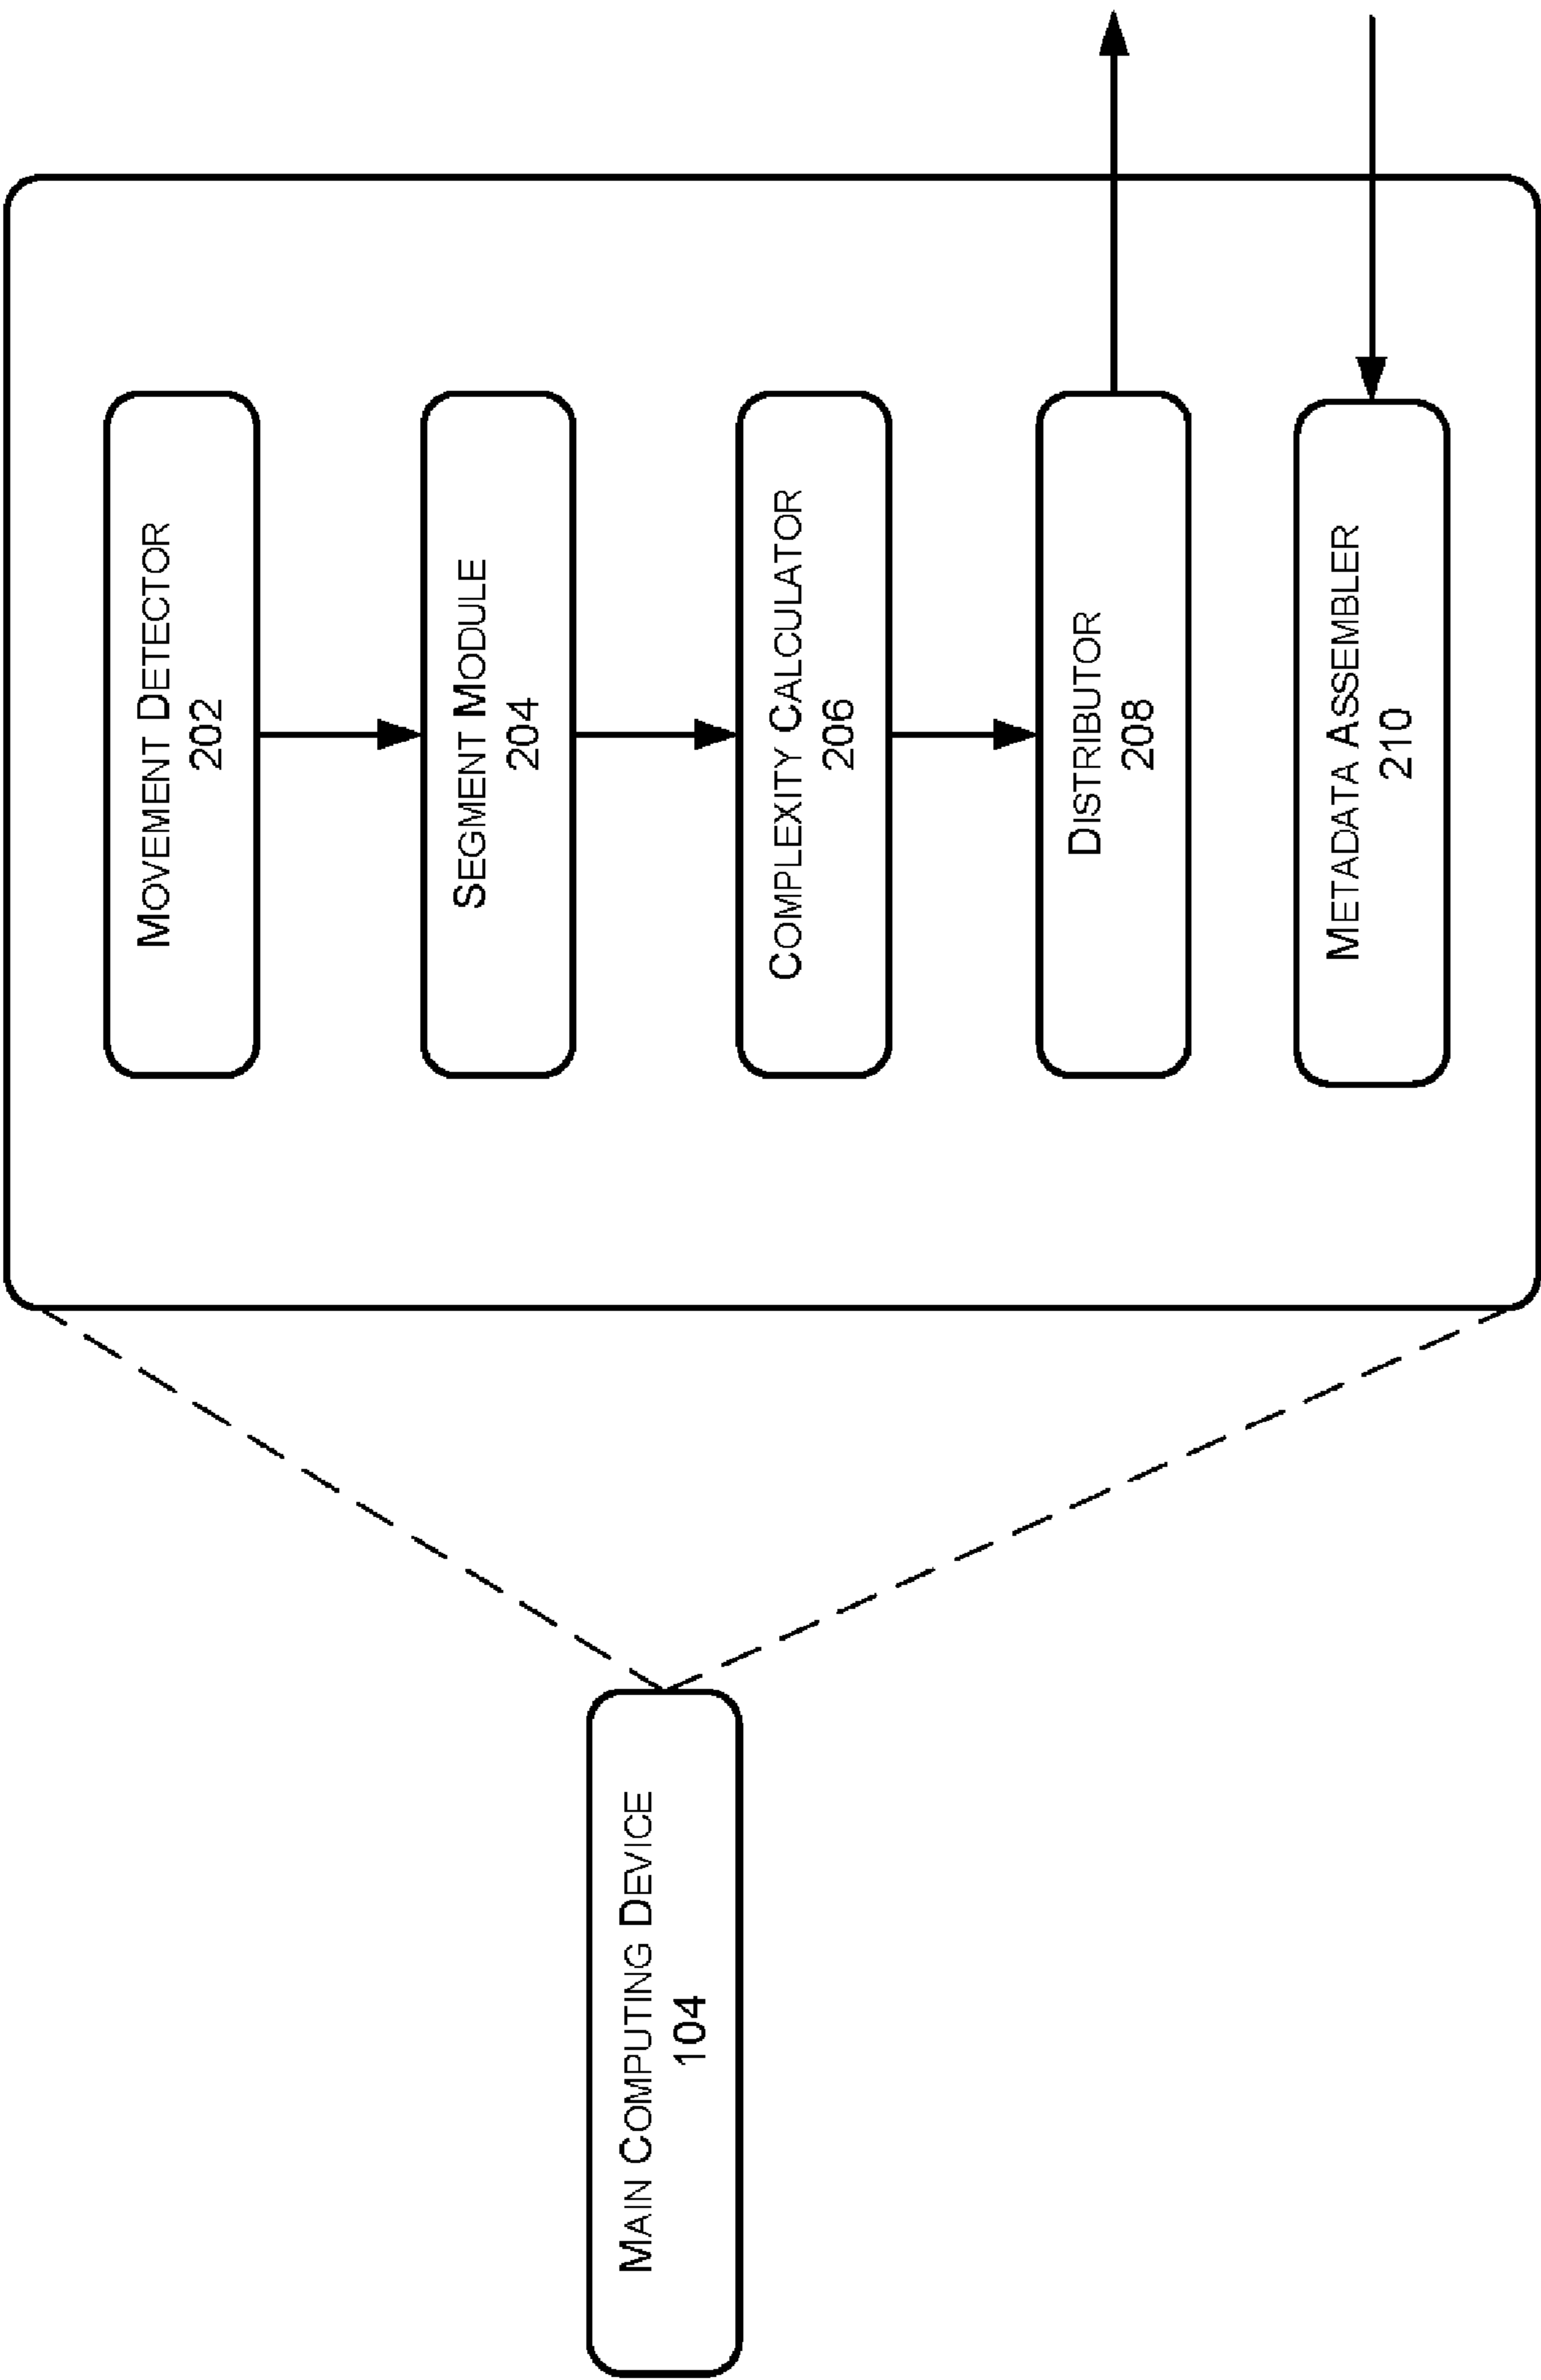 MAIN COMPUTING DEVICE
104
MOVEMENT DETECTOR
202
SEGMENT MODULE
204
COMPLEXITY CALCULATOR
206
DISTRIBUTOR
208
METADATA ASSEMBLER
210